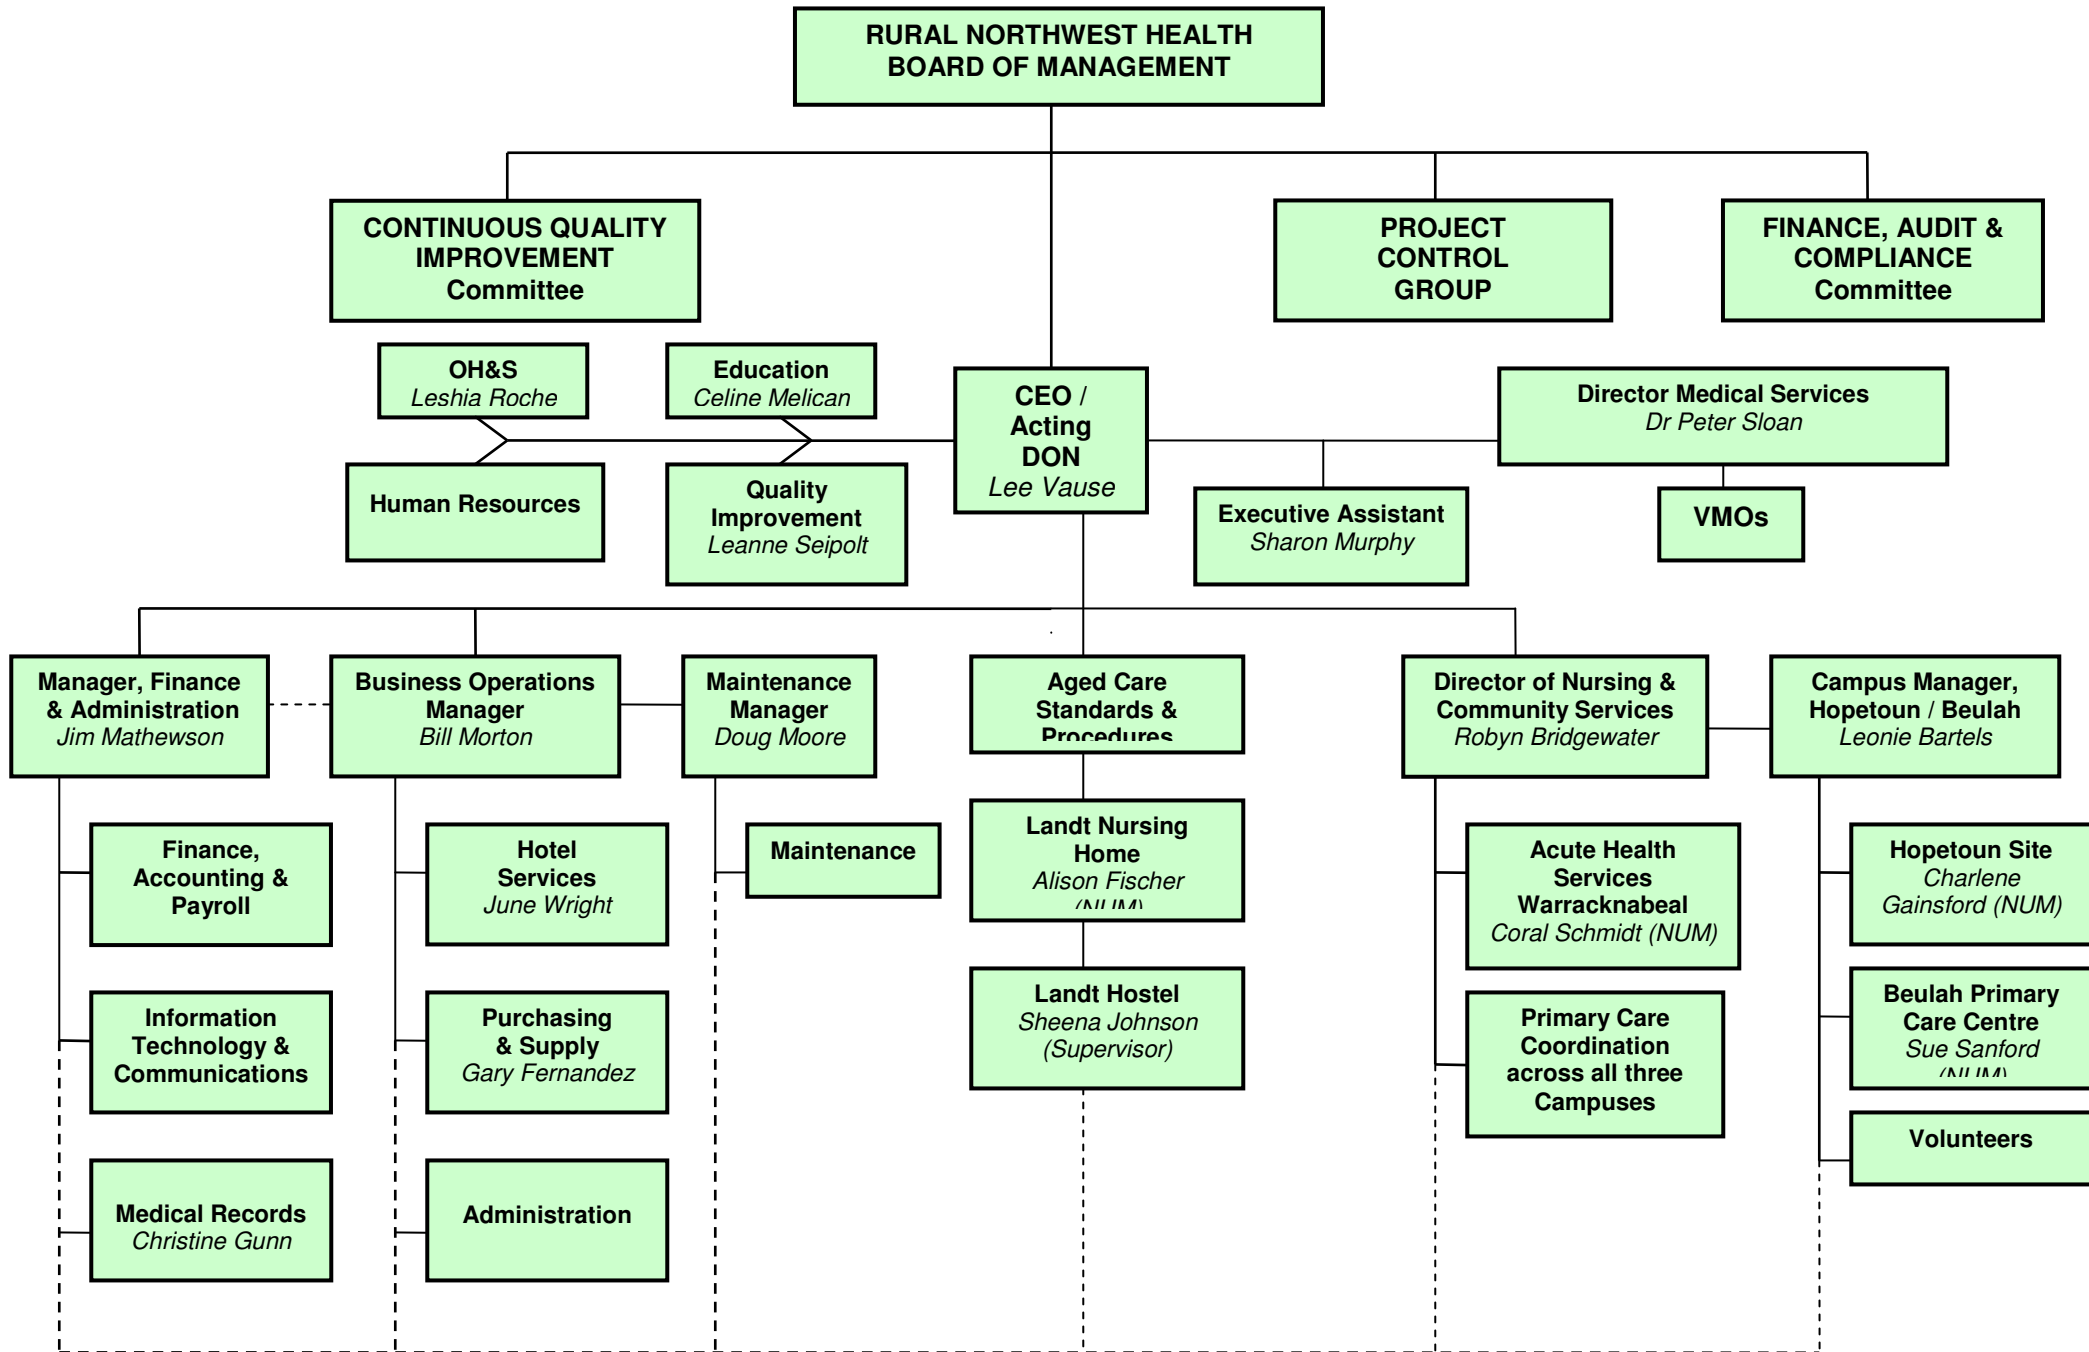 RURAL NORTHWEST HEALTH
BOARD OF MANAGEMENT
CONTINUOUS QUALITY
IMPROVEMENT
Committee
PROJECT
CONTROL
GROUP
FINANCE, AUDIT &
COMPLIANCE
Committee
OH&S
Leshia Roche
Education
Celine Melican
CEO /
Acting
DON
Lee Vause
Director Medical Services
Dr Peter Sloan
Human Resources
Quality
Improvement
Leanne Seipolt
Executive Assistant
Sharon Murphy
VMOs
Manager, Finance
& Administration
Jim Mathewson
Business Operations
Manager
Bill Morton
Maintenance
Manager
Doug Moore
Aged Care
Standards &
Procedures
Director of Nursing &
Community Services
Robyn Bridgewater
Campus Manager,
Hopetoun / Beulah
Leonie Bartels
Finance,
Accounting &
Payroll
Hotel
Services
June Wright
Maintenance
Landt Nursing
Home
Alison Fischer
(NUM)
Acute Health
Services
Warracknabeal
Coral Schmidt (NUM)
Hopetoun Site
Charlene
Gainsford (NUM)
Information
Technology &
Communications
Purchasing
& Supply
Gary Fernandez
Landt Hostel
Sheena Johnson
(Supervisor)
Primary Care
Coordination
across all three
Campuses
Beulah Primary
Care Centre
Sue Sanford
(NUM)
Volunteers
Medical Records
Christine Gunn
Administration